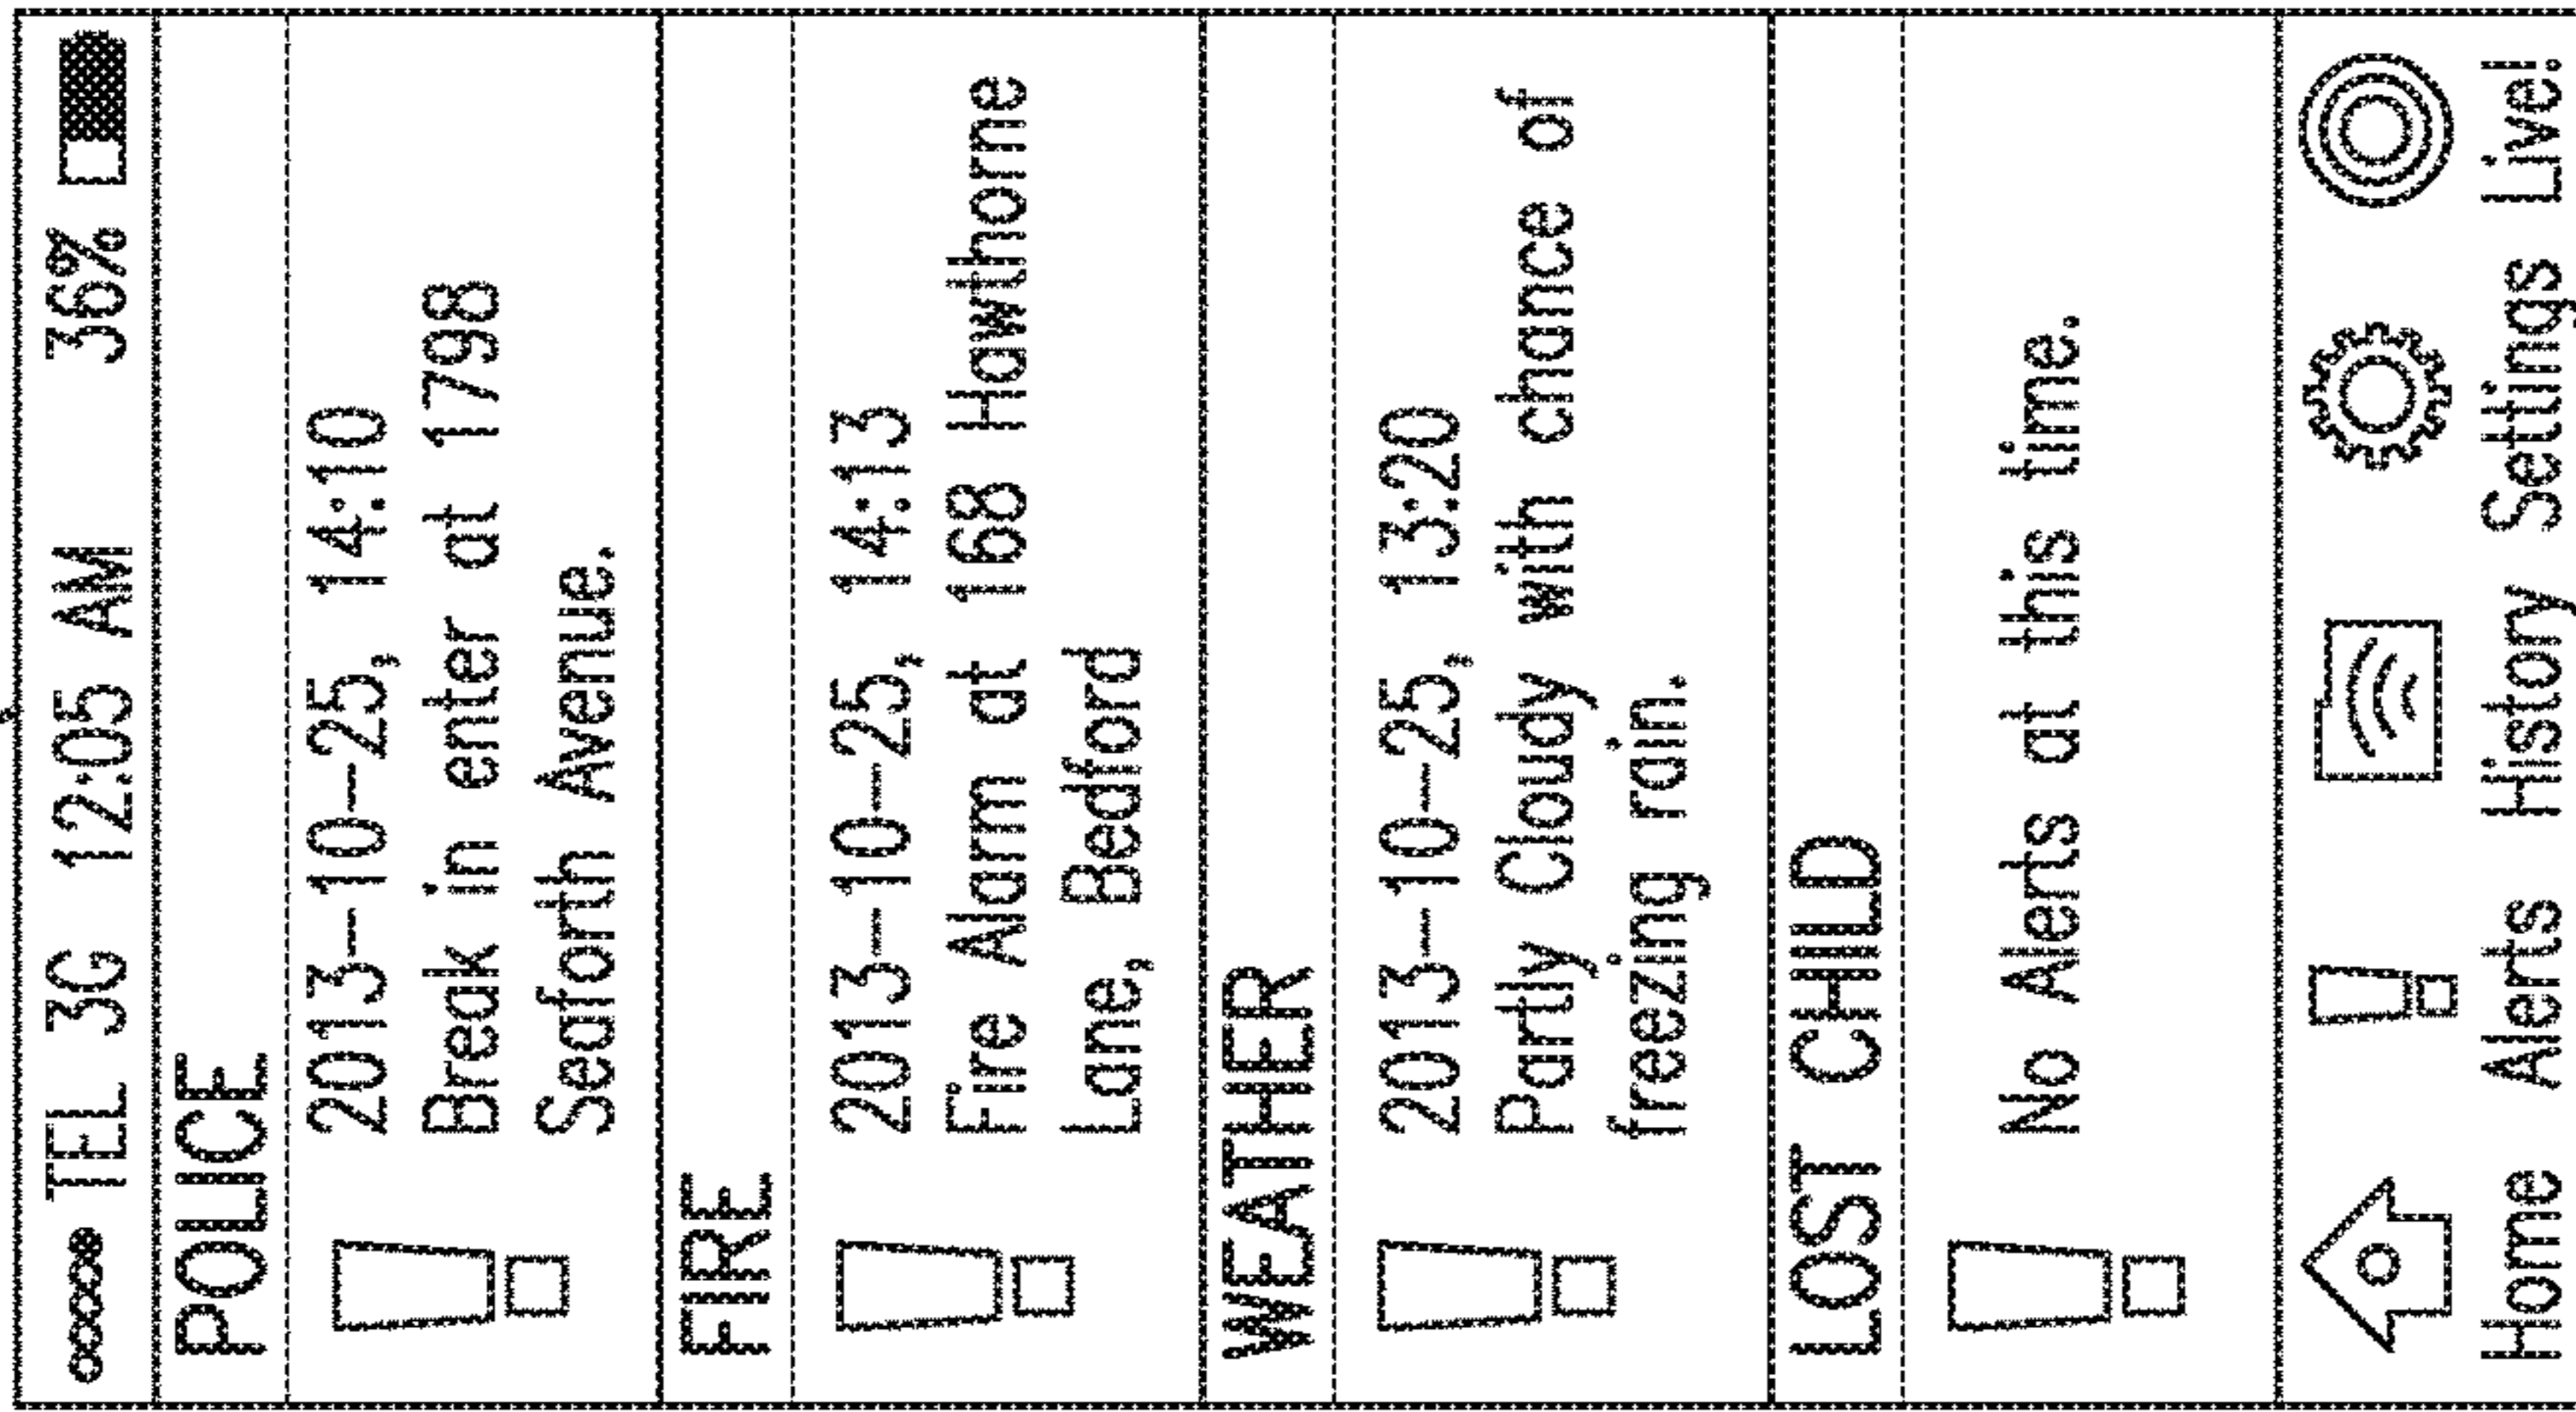 TEL 3G 12:05 AM 36%
POLICE
2013-10-25, 14:10
Break in enter at 1798
Seaforth Avenue.
FIRE
2013-10-25, 14:13
Fire Alarm at 168 Hawthorne
Lane, Bedford
WEATHER
2013-10-25, 13:20
Partly Cloudy with chance of
freezing rain.
LOST CHILD
No Alerts at this time.
Home Alerts History Settings Live!